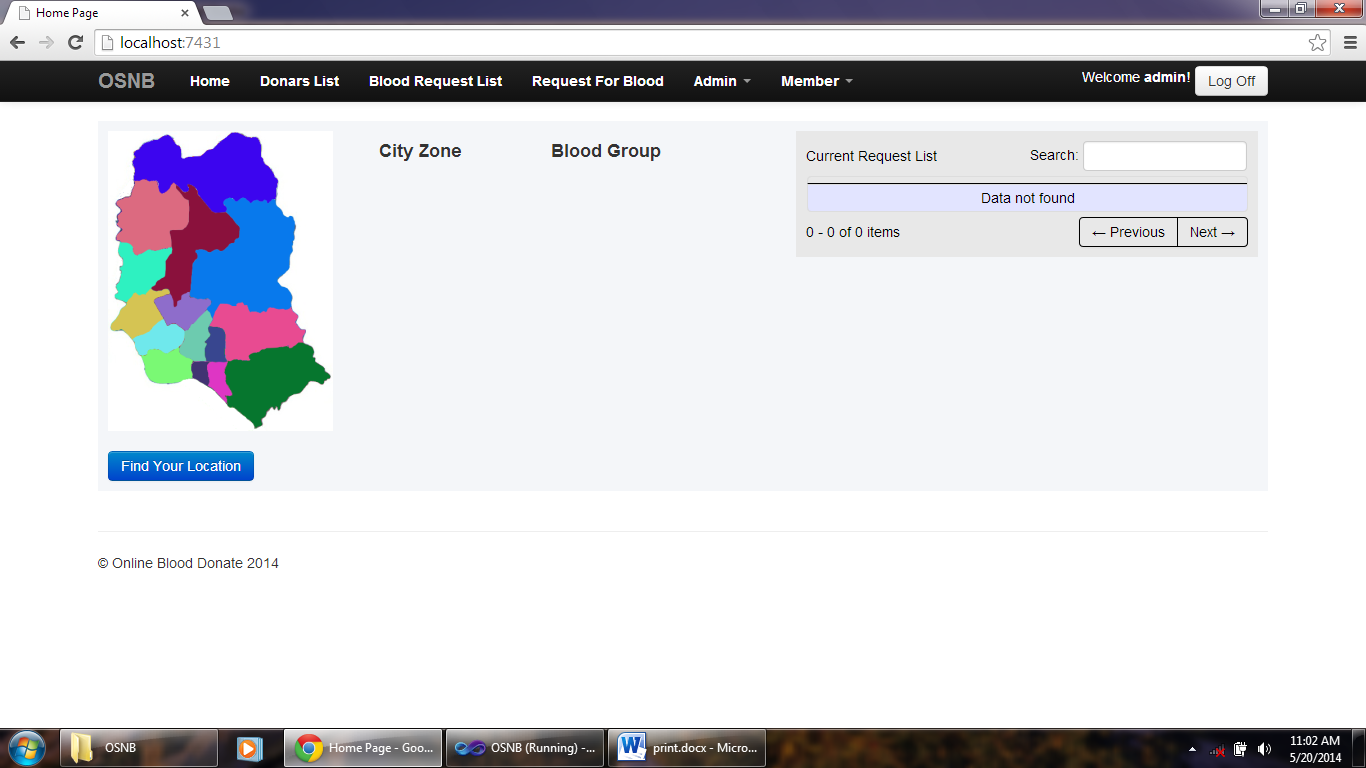 Home Page
localhost:7431
OSNB Home Donars List Blood Request List Request For Blood Admin Member Welcome admin! Log Off
City Zone Blood Group
Current Request List Search:
Data not found
0 - 0 of 0 items ← Previous Next →
Find Your Location
© Online Blood Donate 2014
OSNB Home Page - Goo... OSNB (Running) -... print.docx - Micro... 11:02 AM
5/20/2014